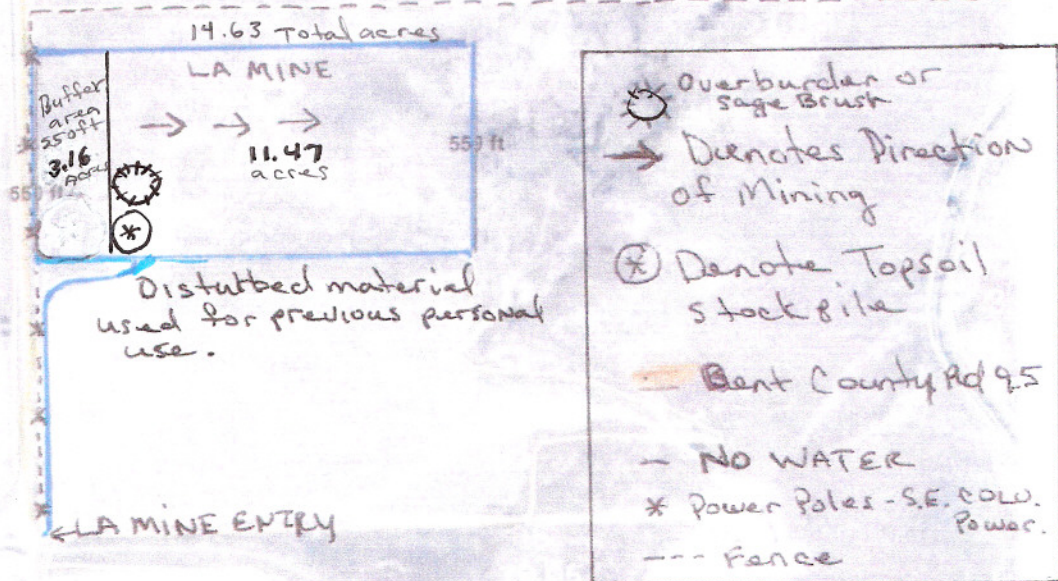 14.63 Total acres
LA MINE
Buffer
area
550ft
3.16
Acres
550 ft
11.47
acres
550 ft
Distutbed material
used for previous personal
use.
LA MINE ENTRY
Overburden or
sage Brush
Denotes Direction
of Mining
Denote Topsoil
stockpile
Bent County Rd 9.5
NO WATER
* Power Poles - S.E. COLO.
Power.
--- Fence